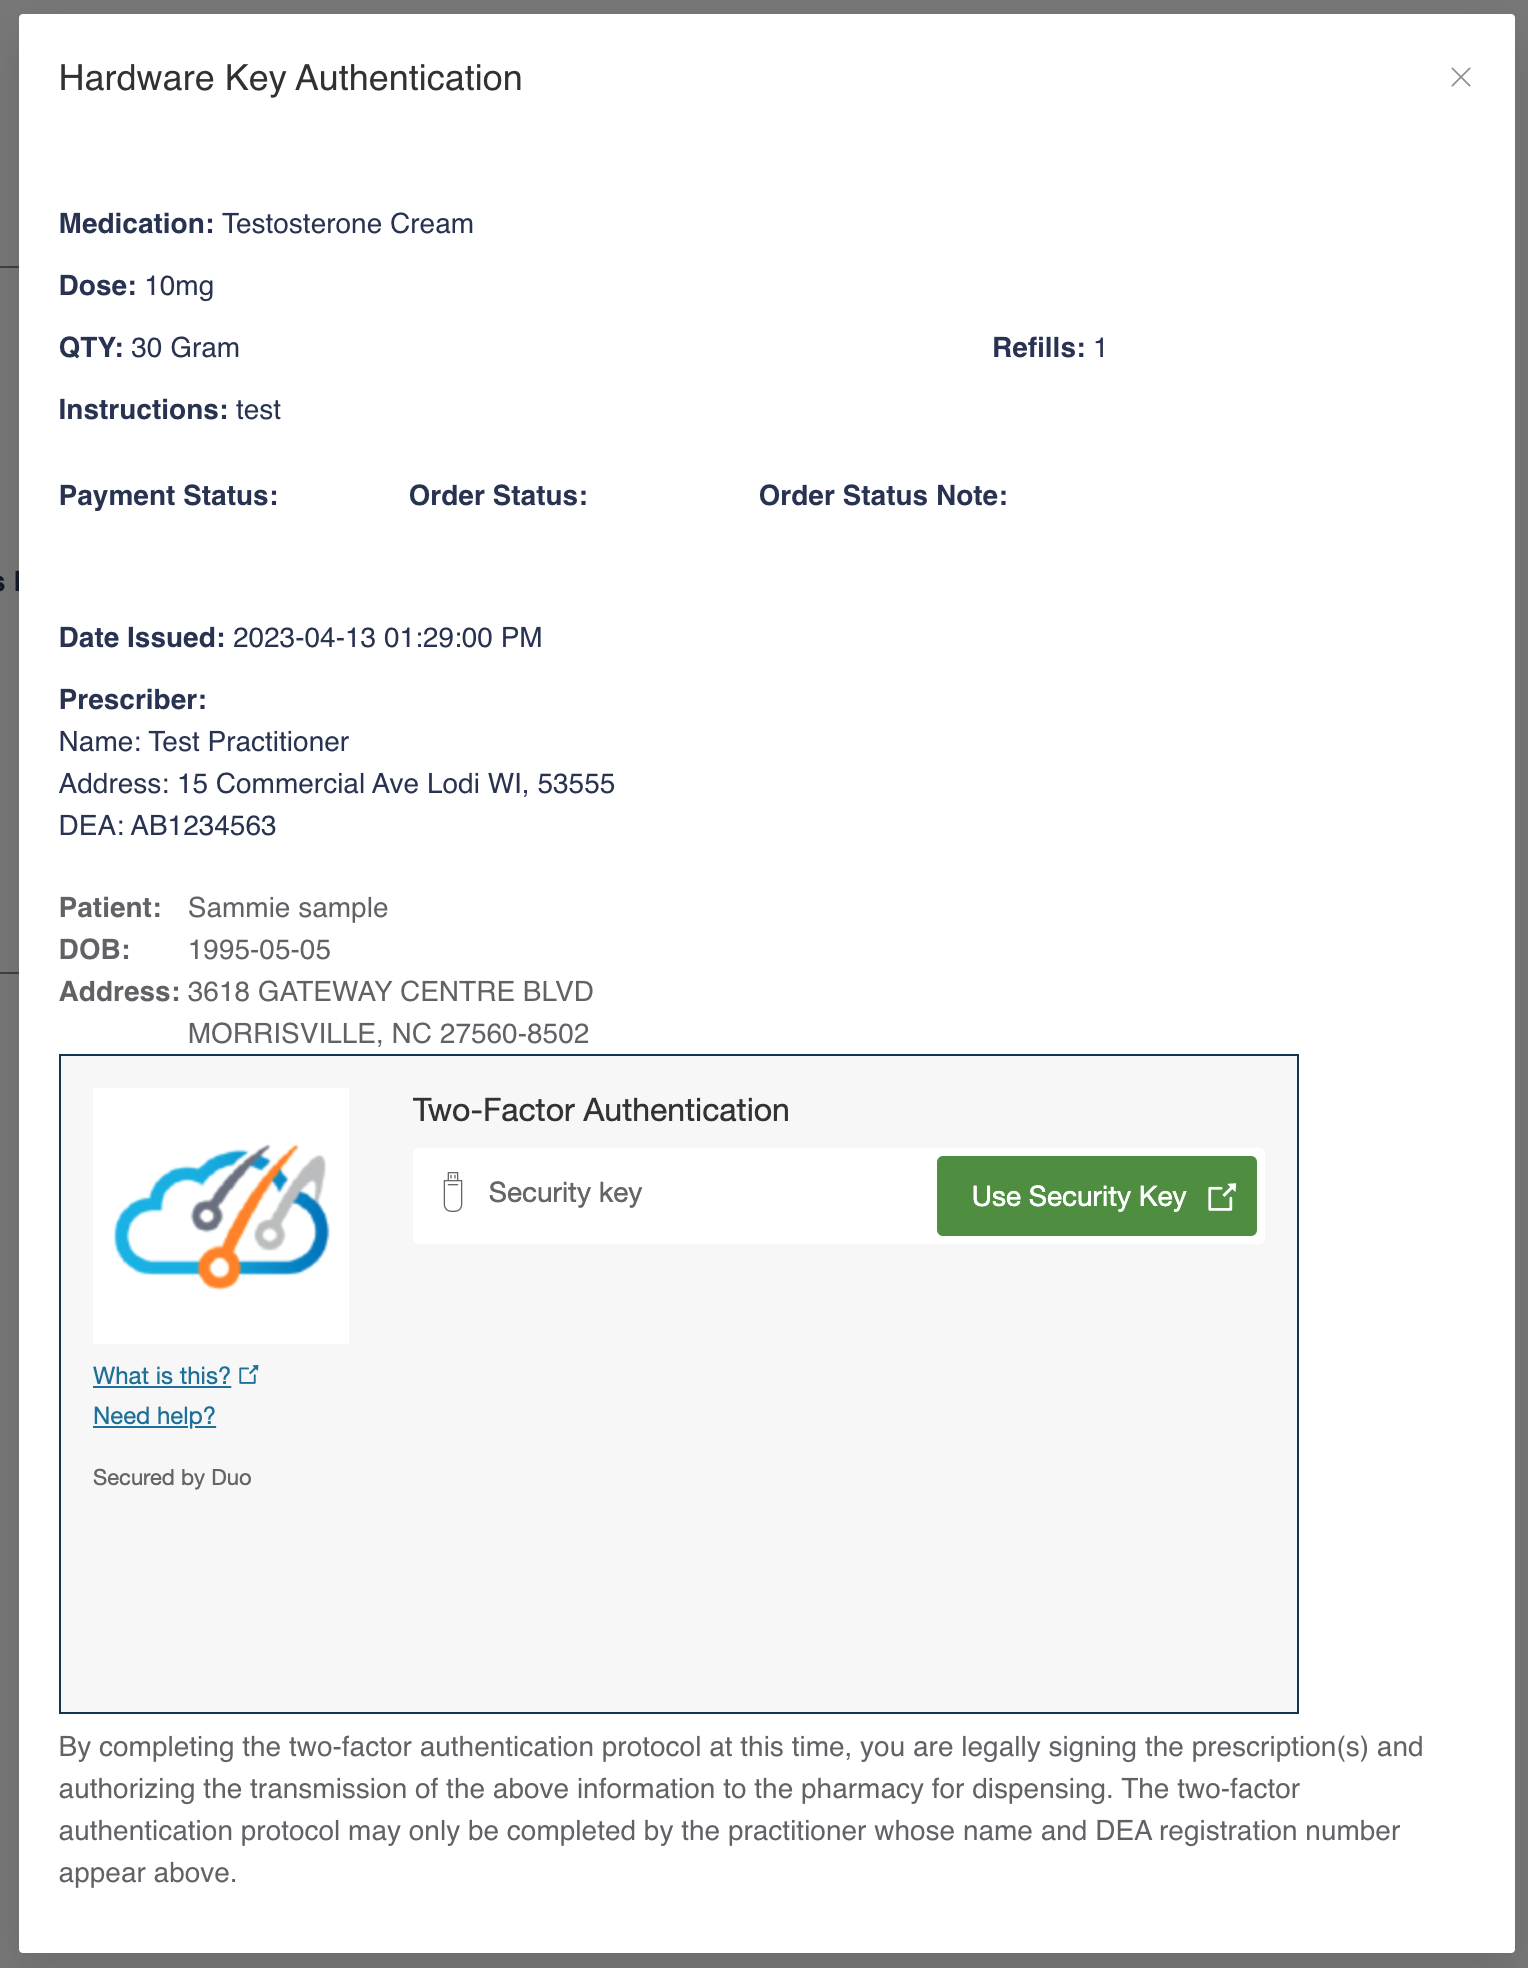 Hardware Key Authentication
Medication: Testosterone Cream
Dose: 10mg
QTY: 30 Gram
Refills: 1
Instructions: test
Payment Status:
Order Status:
Order Status Note:
Date Issued: 2023-04-13 01:29:00 PM
Prescriber:
Name: Test Practitioner
Address: 15 Commercial Ave Lodi WI, 53555
DEA: AB1234563
Patient: Sammie sample
DOB: 1995-05-05
Address: 3618 GATEWAY CENTRE BLVD
MORRISVILLE, NC 27560-8502
Two-Factor Authentication
Security key
Use Security Key
What is this?
Need help?
Secured by Duo
By completing the two-factor authentication protocol at this time, you are legally signing the prescription(s) and
authorizing the transmission of the above information to the pharmacy for dispensing. The two-factor
authentication protocol may only be completed by the practitioner whose name and DEA registration number
appear above.